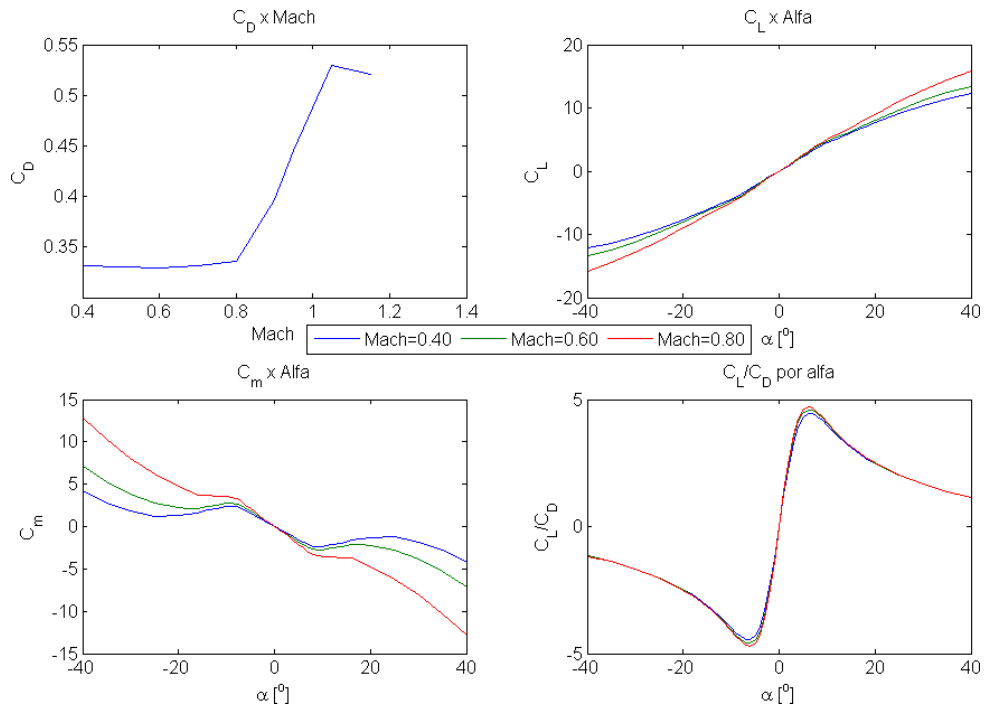 C_D x Mach
0.55
0.5
0.45
0.4
0.35
C_D
0.4 0.6 0.8 1 1.2 1.4
Mach
C_L x Alfa
20
10
0
-10
-20
C_L
-40 -20 0 20 40
α [º]
Mach=0.40 Mach=0.60 Mach=0.80
C_m x Alfa
15
10
5
0
-5
-10
-15
C_m
-40 -20 0 20 40
α [º]
C_L/C_D por alfa
5
0
-5
C_L/C_D
-40 -20 0 20 40
α [º]